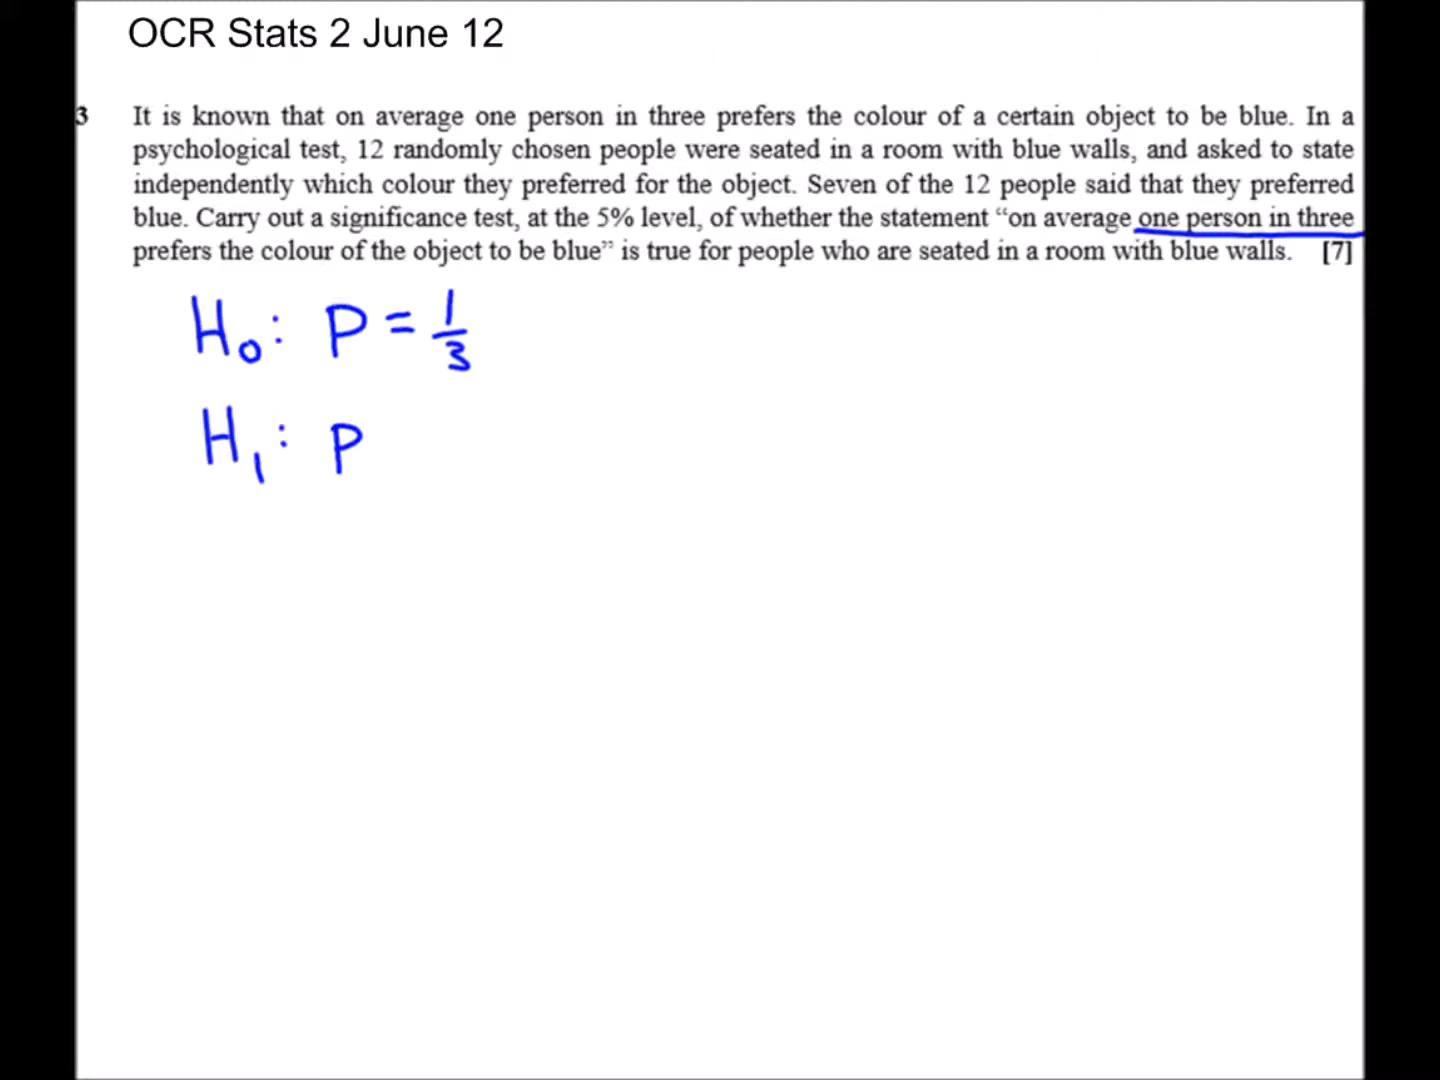 OCR Stats 2 June 12
3 It is known that on average one person in three prefers the colour of a certain object to be blue. In a
psychological test, 12 randomly chosen people were seated in a room with blue walls, and asked to state
independently which colour they preferred for the object. Seven of the 12 people said that they preferred
blue. Carry out a significance test, at the 5% level, of whether the statement “on average one person in three
prefers the colour of the object to be blue” is true for people who are seated in a room with blue walls. [7]
H₀: P = 1/3
H₁: P